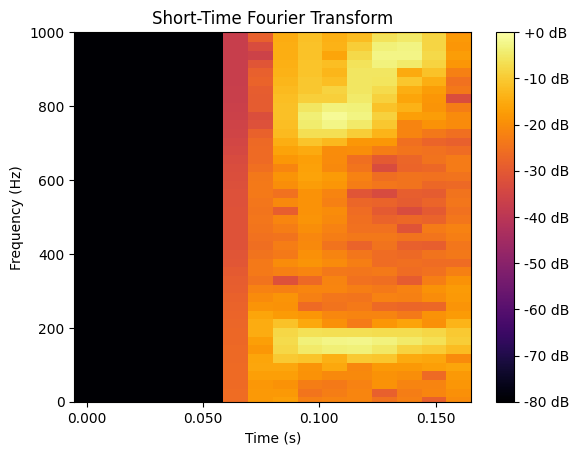 Short-Time Fourier Transform
1000
800
600
400
200
0
Frequency (Hz)
0.000
0.050
0.100
0.150
Time (s)
+0 dB
-10 dB
-20 dB
-30 dB
-40 dB
-50 dB
-60 dB
-70 dB
-80 dB